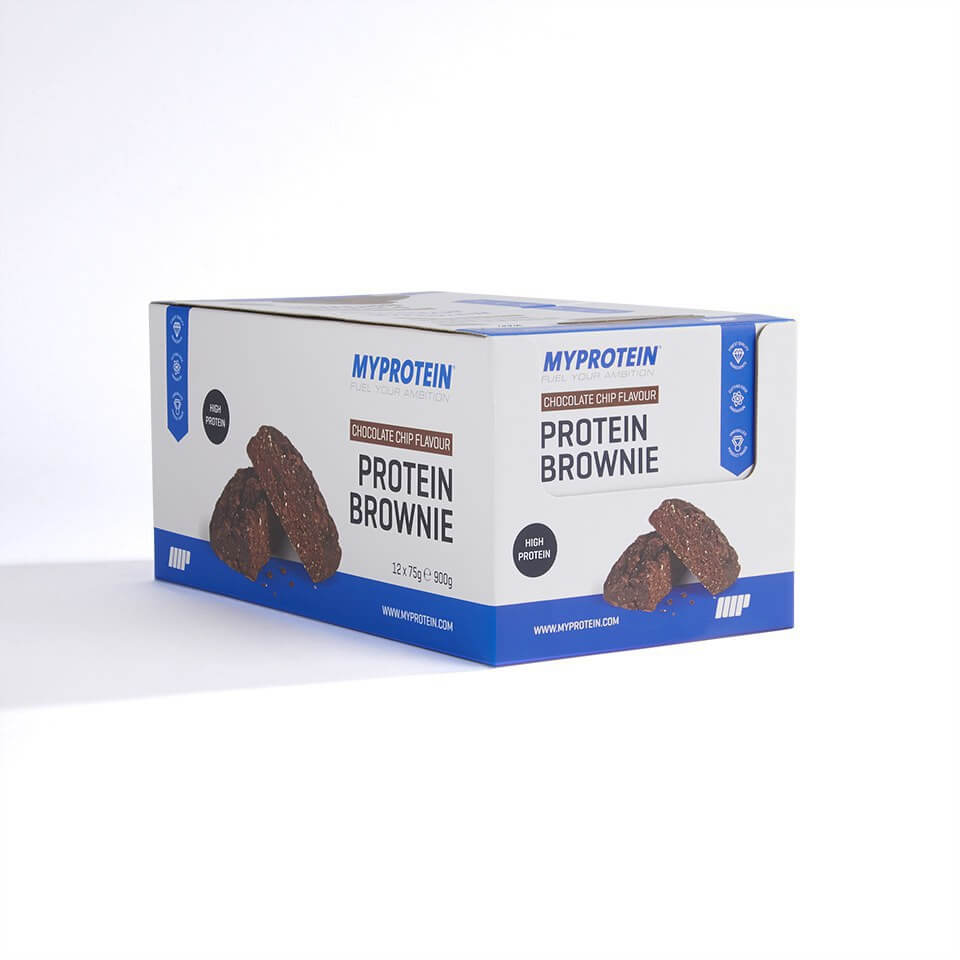 MYPROTEIN
FUEL YOUR AMBITION
CHOCOLATE CHIP FLAVOUR
PROTEIN
BROWNIE
HIGH
PROTEIN
12 x 75g ℮ 900g
WWW.MYPROTEIN.COM
MYPROTEIN
FUEL YOUR AMBITION
CHOCOLATE CHIP FLAVOUR
PROTEIN
BROWNIE
HIGH
PROTEIN
WWW.MYPROTEIN.COM